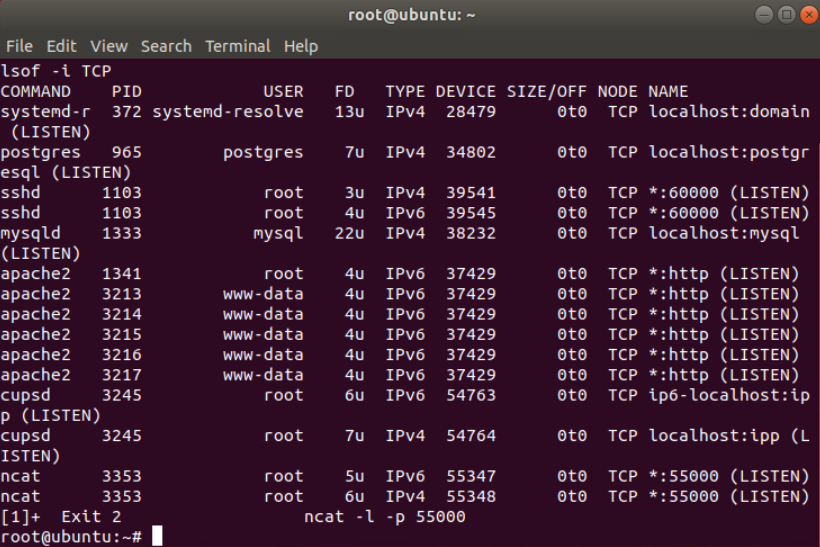 root@ubuntu: ~
File Edit View Search Terminal Help
lsof -i TCP
COMMAND    PID            USER   FD   TYPE DEVICE SIZE/OFF NODE NAME
systemd-r  372 systemd-resolve   13u  IPv4  28479      0t0  TCP localhost:domain
 (LISTEN)
postgres   965        postgres    7u  IPv4  34802      0t0  TCP localhost:postgr
esql (LISTEN)
sshd      1103            root    3u  IPv4  39541      0t0  TCP *:60000 (LISTEN)
sshd      1103            root    4u  IPv6  39545      0t0  TCP *:60000 (LISTEN)
mysqld    1333           mysql   22u  IPv4  38232      0t0  TCP localhost:mysql 
(LISTEN)
apache2   1341            root    4u  IPv6  37429      0t0  TCP *:http (LISTEN)
apache2   3213        www-data    4u  IPv6  37429      0t0  TCP *:http (LISTEN)
apache2   3214        www-data    4u  IPv6  37429      0t0  TCP *:http (LISTEN)
apache2   3215        www-data    4u  IPv6  37429      0t0  TCP *:http (LISTEN)
apache2   3216        www-data    4u  IPv6  37429      0t0  TCP *:http (LISTEN)
apache2   3217        www-data    4u  IPv6  37429      0t0  TCP *:http (LISTEN)
cupsd     3245            root    6u  IPv6  54763      0t0  TCP ip6-localhost:ip
p (LISTEN)
cupsd     3245            root    7u  IPv4  54764      0t0  TCP localhost:ipp (L
ISTEN)
ncat      3353            root    5u  IPv6  55347      0t0  TCP *:55000 (LISTEN)
ncat      3353            root    6u  IPv4  55348      0t0  TCP *:55000 (LISTEN)
[1]+  Exit 2                  ncat -l -p 55000
root@ubuntu:~#